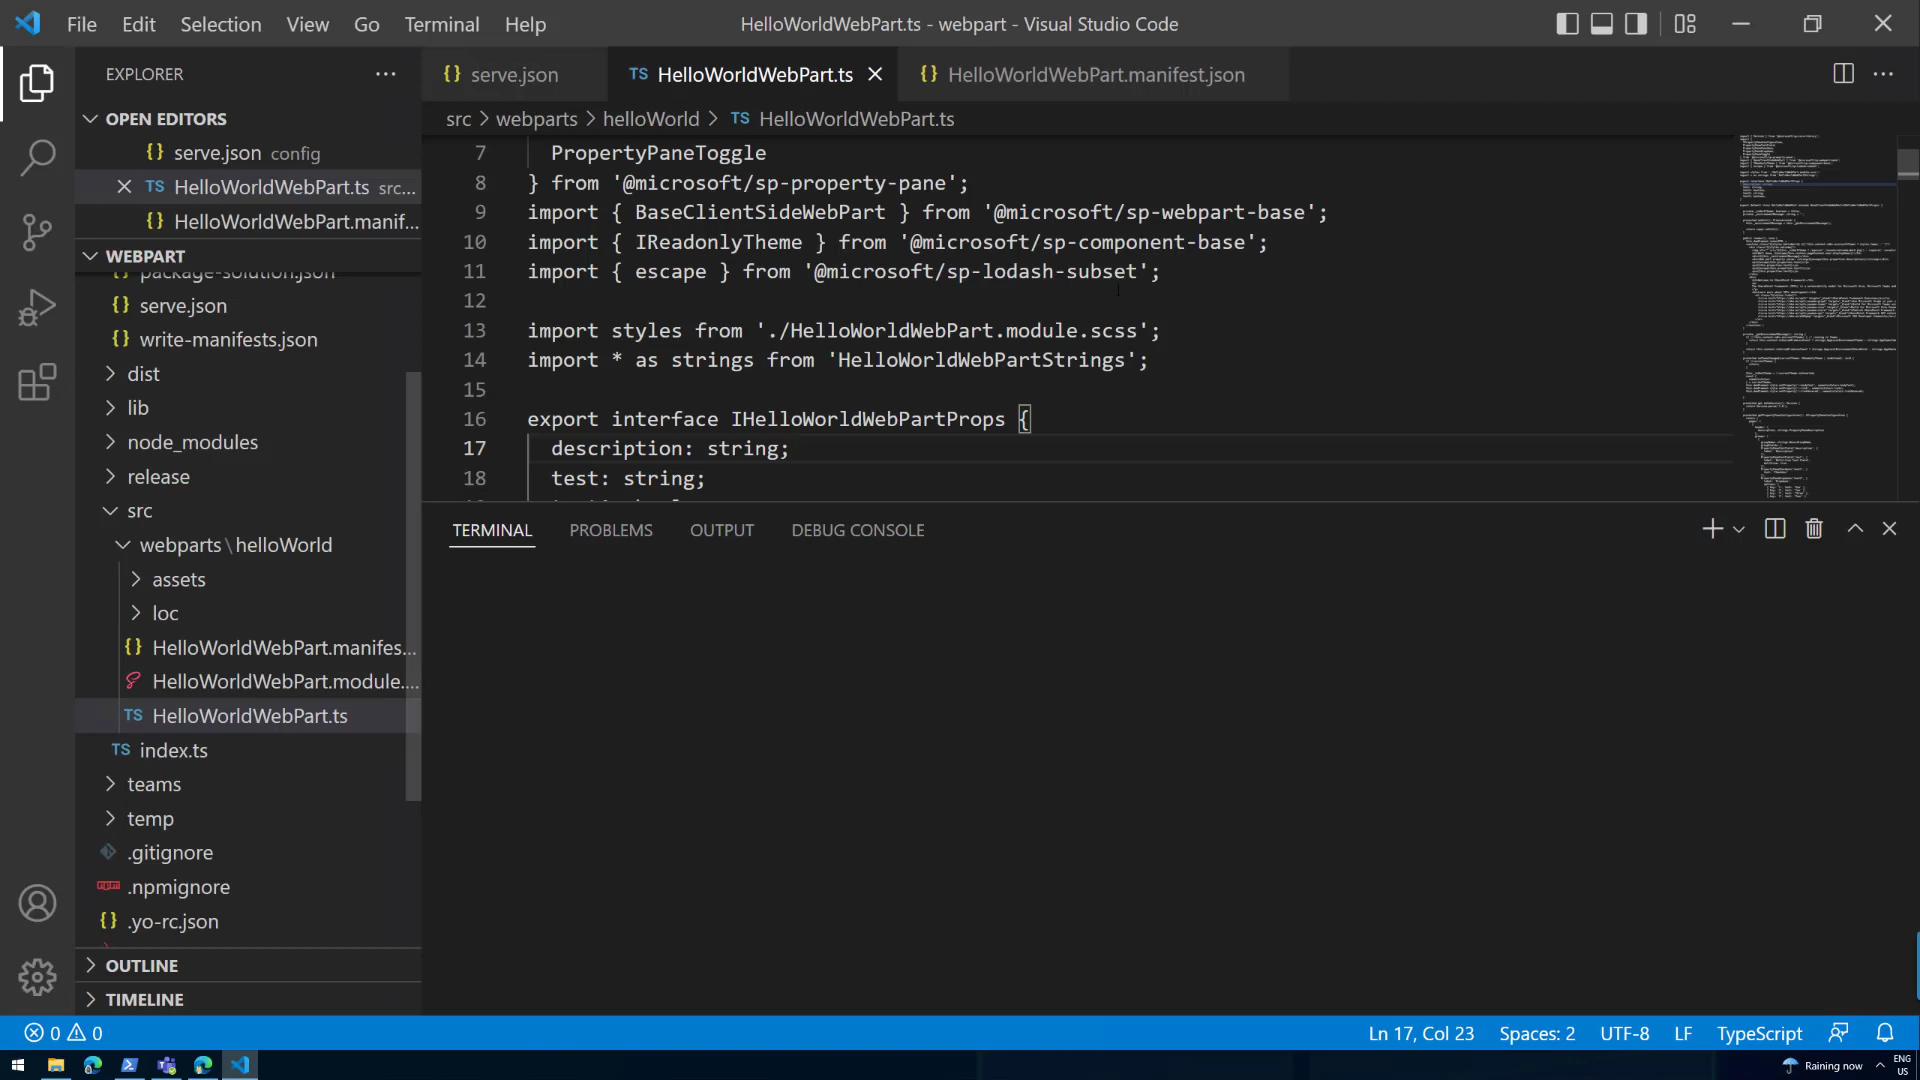 File Edit Selection View Go Terminal Help
HelloWorldWebPart.ts - webpart - Visual Studio Code
EXPLORER
OPEN EDITORS
{} serve.json config
TS HelloWorldWebPart.ts src...
{} HelloWorldWebPart.manif...
WEBPART
{} package-solution.json
{} serve.json
{} write-manifests.json
dist
lib
node_modules
release
src
webparts\helloWorld
assets
loc
{} HelloWorldWebPart.manifes...
HelloWorldWebPart.module....
TS HelloWorldWebPart.ts
TS index.ts
teams
temp
.gitignore
.npmignore
{} .yo-rc.json
OUTLINE
TIMELINE
{} serve.json
TS HelloWorldWebPart.ts
{} HelloWorldWebPart.manifest.json
src > webparts > helloWorld > TS HelloWorldWebPart.ts
7 PropertyPaneToggle
8 } from '@microsoft/sp-property-pane';
9 import { BaseClientSideWebPart } from '@microsoft/sp-webpart-base';
10 import { IReadonlyTheme } from '@microsoft/sp-component-base';
11 import { escape } from '@microsoft/sp-lodash-subset';
12
13 import styles from './HelloWorldWebPart.module.scss';
14 import * as strings from 'HelloWorldWebPartStrings';
15
16 export interface IHelloWorldWebPartProps {
17 description: string;
18 test: string;
TERMINAL PROBLEMS OUTPUT DEBUG CONSOLE
0 0
Ln 17, Col 23 Spaces: 2 UTF-8 LF TypeScript
Raining now
ENG
US